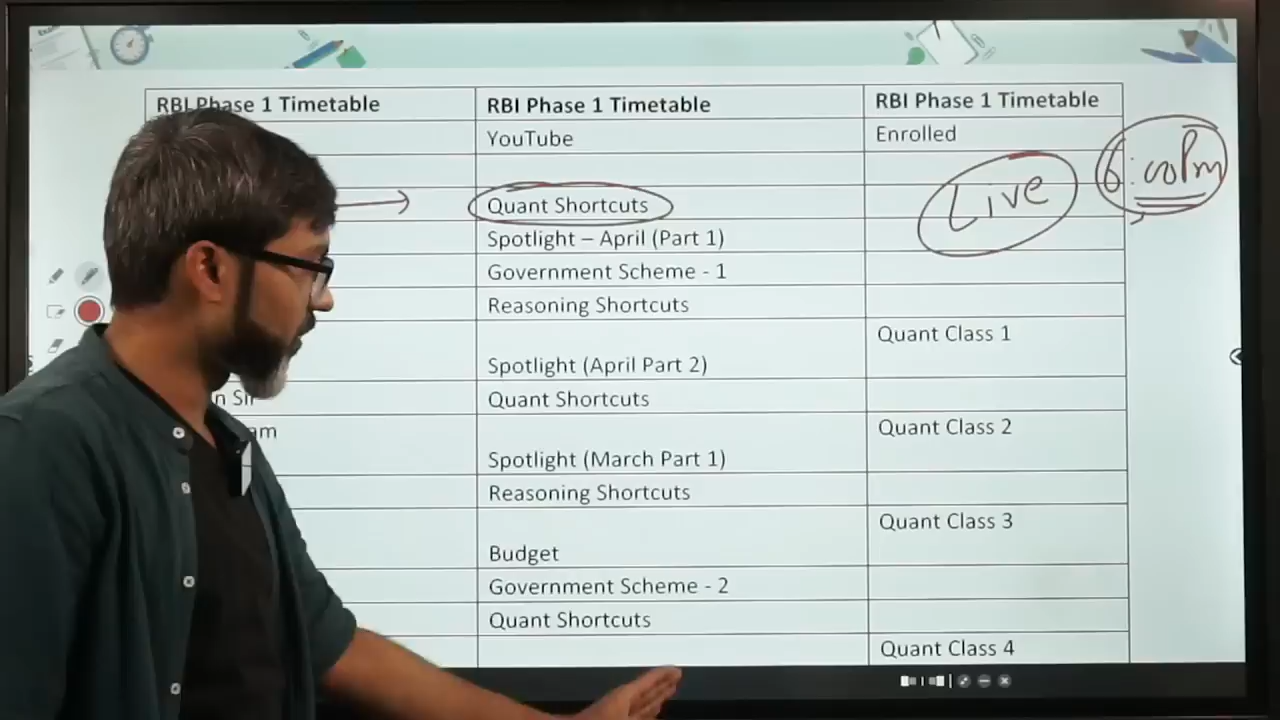 RBI Phase 1 Timetable RBI Phase 1 Timetable RBI Phase 1 Timetable
YouTube Enrolled
6:00 Pm
Live
Quant Shortcuts
Spotlight – April (Part 1)
Government Scheme - 1
Reasoning Shortcuts
Quant Class 1
Spotlight (April Part 2)
Quant Shortcuts
Quant Class 2
Spotlight (March Part 1)
Reasoning Shortcuts
Quant Class 3
Budget
Government Scheme - 2
Quant Shortcuts
Quant Class 4